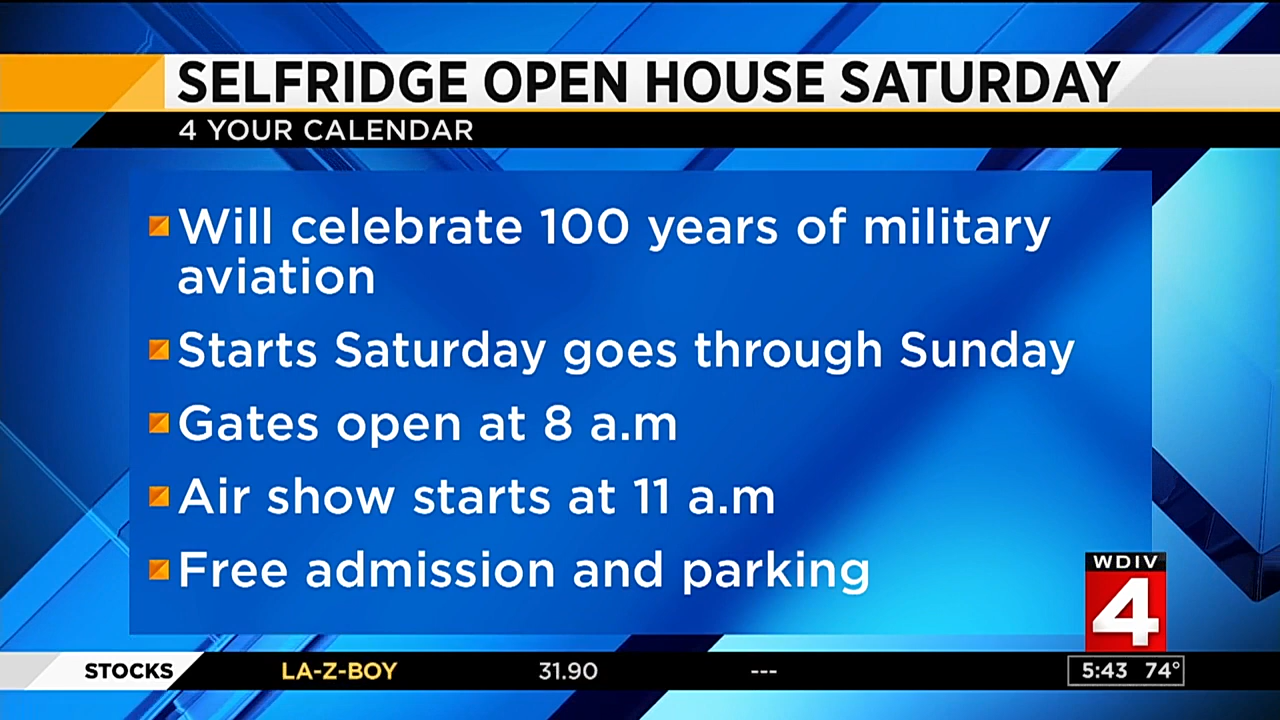 SELFRIDGE OPEN HOUSE SATURDAY
4 YOUR CALENDAR
Will celebrate 100 years of military
aviation
Starts Saturday goes through Sunday
Gates open at 8 a.m
Air show starts at 11 a.m
Free admission and parking
WDIV
4
STOCKS LA-Z-BOY 31.90 --- 5:43 74°